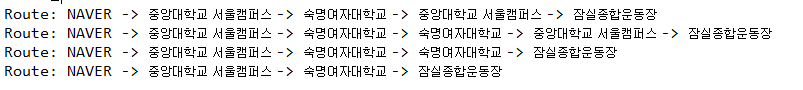 Route: NAVER -> 중앙대학교 서울캠퍼스 -> 숙명여자대학교 -> 중앙대학교 서울캠퍼스 -> 잠실종합운동장
Route: NAVER -> 중앙대학교 서울캠퍼스 -> 숙명여자대학교 -> 숙명여자대학교 -> 중앙대학교 서울캠퍼스 -> 잠실종합운동장
Route: NAVER -> 중앙대학교 서울캠퍼스 -> 숙명여자대학교 -> 숙명여자대학교 -> 잠실종합운동장
Route: NAVER -> 중앙대학교 서울캠퍼스 -> 숙명여자대학교 -> 잠실종합운동장